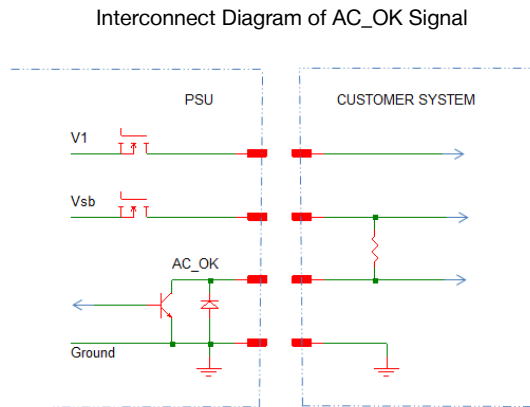 Interconnect Diagram of AC_OK Signal
PSU
CUSTOMER SYSTEM
V1
Vsb
AC_OK
Ground